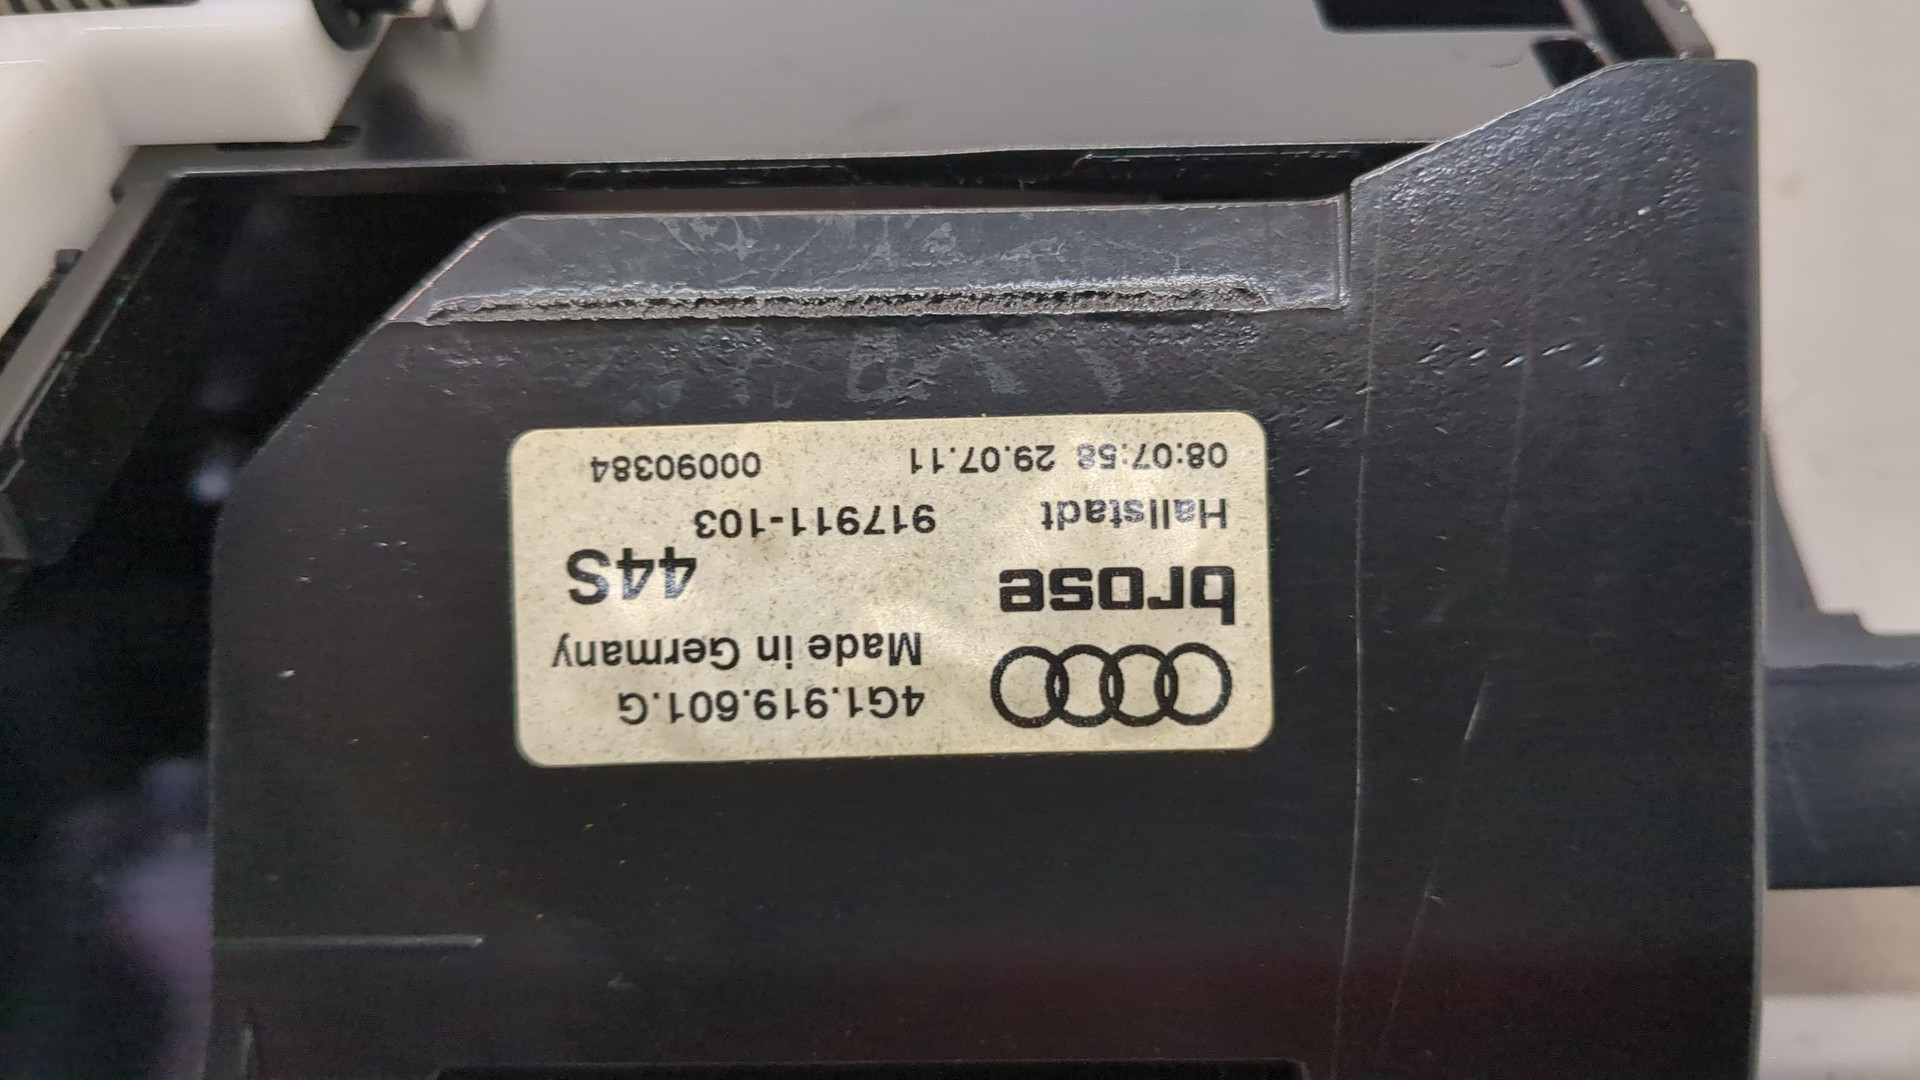 4G1.919.601.G
Made in Germany
brose 44S
Hallstadt 917911-103
08:07:58 29.07.11 00090384